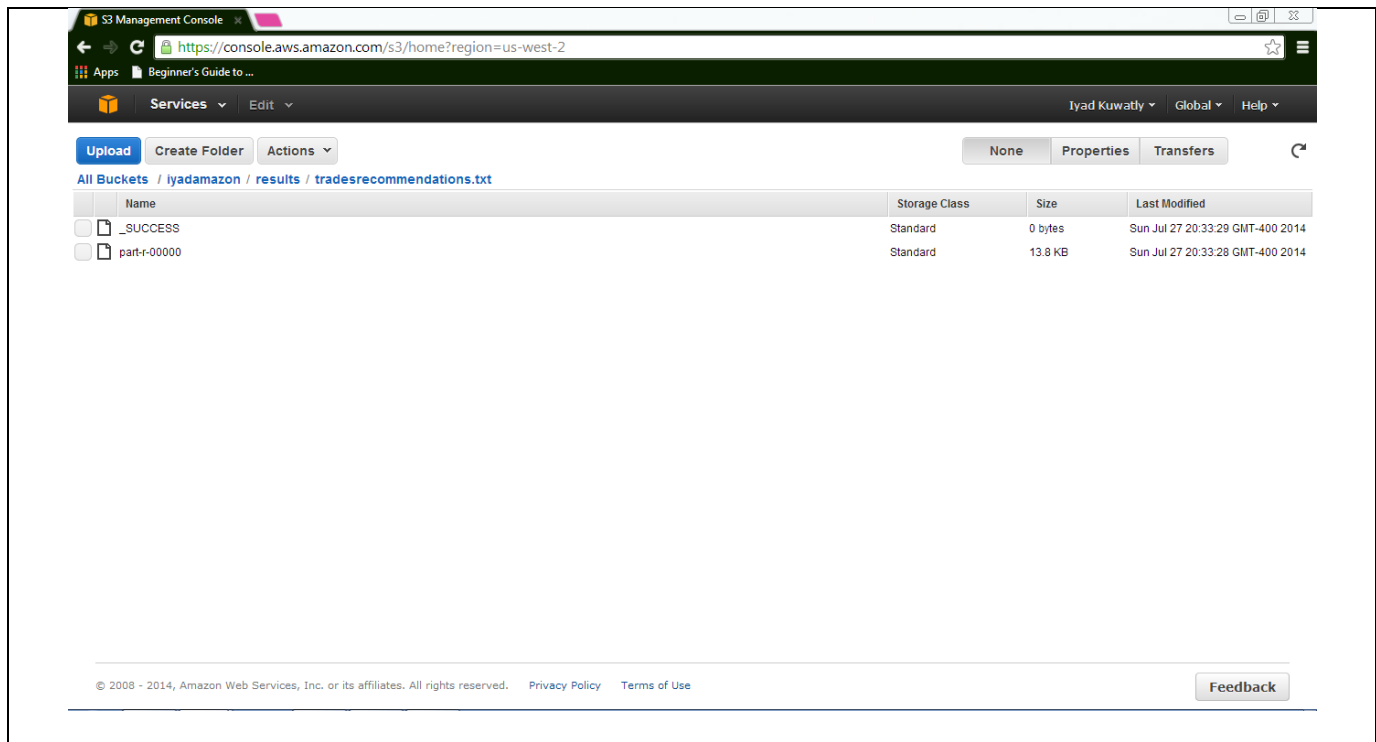 S3 Management Console
https://console.aws.amazon.com/s3/home?region=us-west-2
Apps Beginner's Guide to ...
Services Edit Iyad Kuwatly Global Help
Upload Create Folder Actions None Properties Transfers
All Buckets / iyadamazon / results / tradesrecommendations.txt
Name Storage Class Size Last Modified
_SUCCESS Standard 0 bytes Sun Jul 27 20:33:29 GMT-400 2014
part-r-00000 Standard 13.8 KB Sun Jul 27 20:33:28 GMT-400 2014
© 2008 - 2014, Amazon Web Services, Inc. or its affiliates. All rights reserved. Privacy Policy Terms of Use Feedback